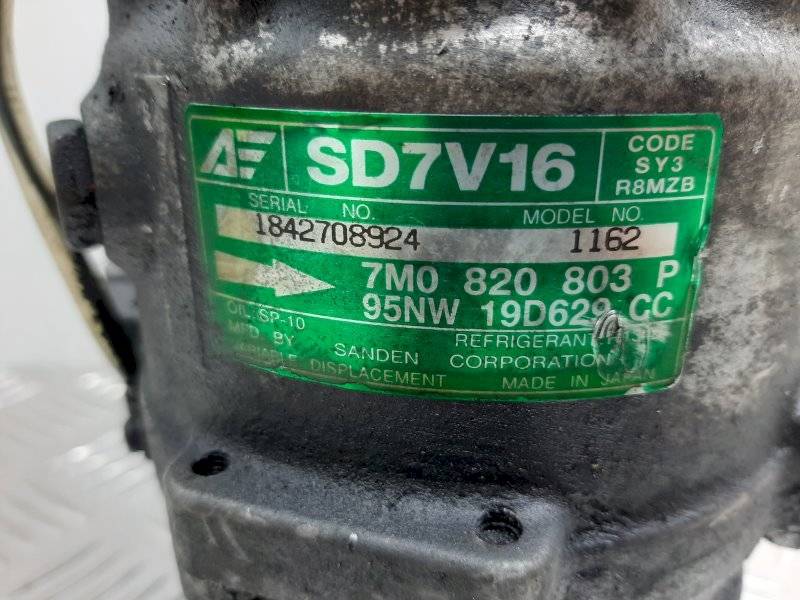 AE SD7V16 CODE
SY3
R8MZB
SERIAL NO. MODEL NO.
1842708924 1162
7M0 820 803 P
95NW 19D629 CC
OIL SP-10 REFRIGERANT
MFD BY SANDEN CORPORATION
VARIABLE DISPLACEMENT MADE IN JAPAN